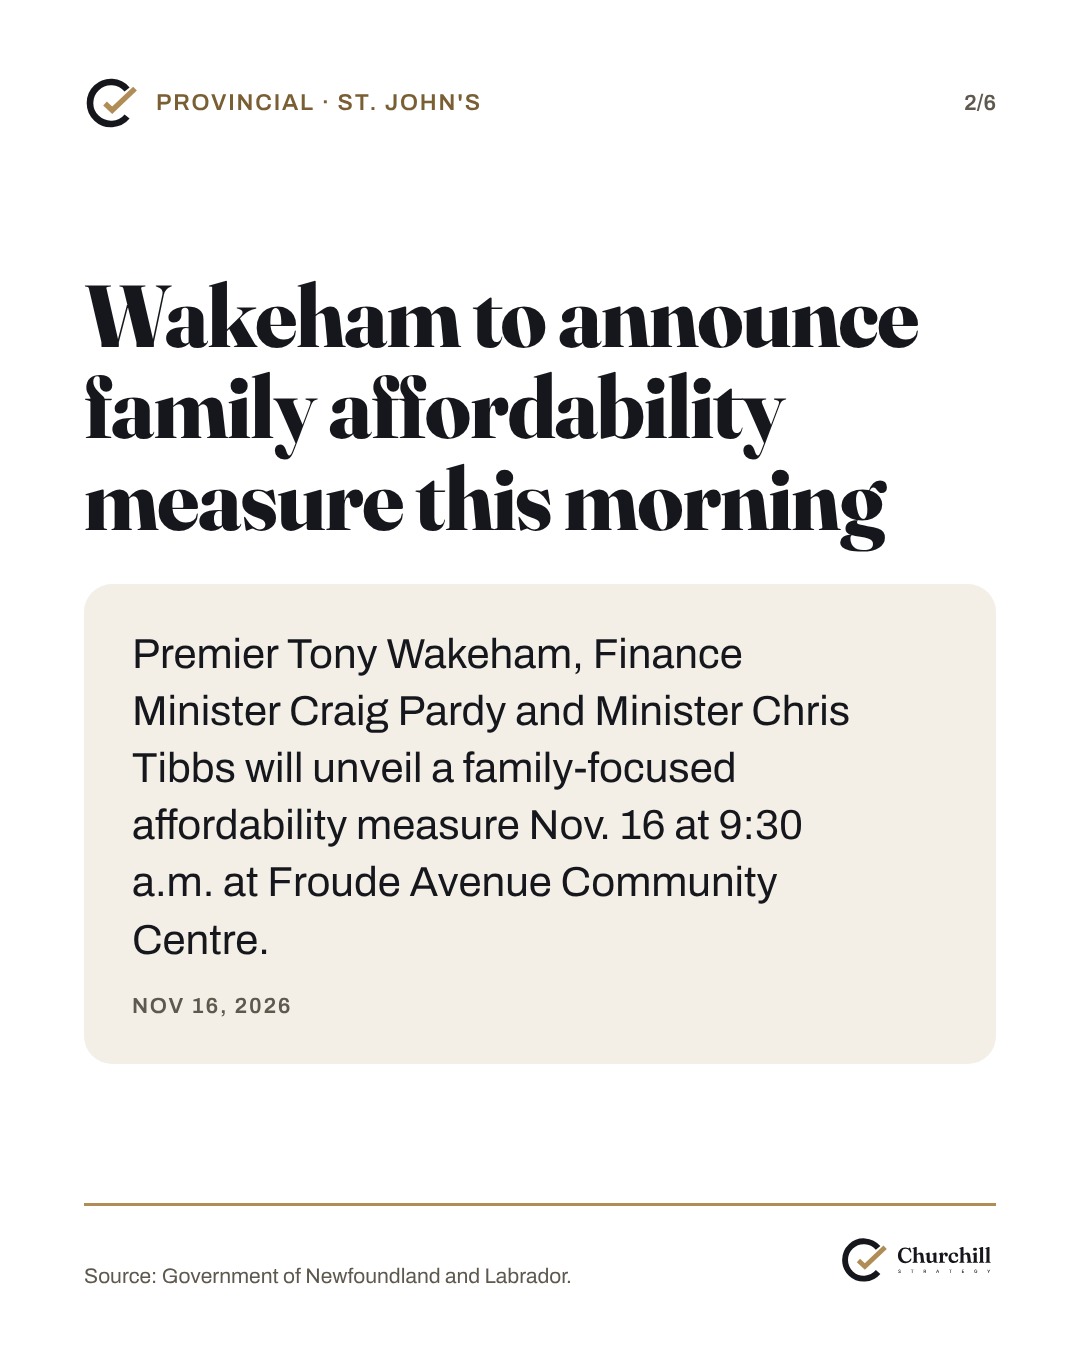 PROVINCIAL · ST. JOHN'S
2/6
Wakeham to announce
family affordability
measure this morning
Premier Tony Wakeham, Finance
Minister Craig Pardy and Minister Chris
Tibbs will unveil a family-focused
affordability measure Nov. 16 at 9:30
a.m. at Froude Avenue Community
Centre.
NOV 16, 2026
Source: Government of Newfoundland and Labrador.
Churchill
STRATEGY